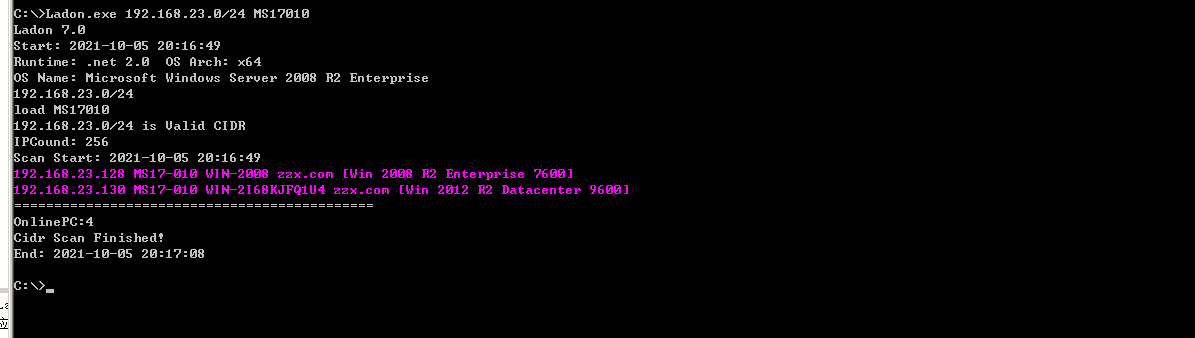 C:\>Ladon.exe 192.168.23.0/24 MS17010
Ladon 7.0
Start: 2021-10-05 20:16:49
Runtime: .net 2.0  OS Arch: x64
OS Name: Microsoft Windows Server 2008 R2 Enterprise
192.168.23.0/24
load MS17010
192.168.23.0/24 is Valid CIDR
IPCound: 256
Scan Start: 2021-10-05 20:16:49
192.168.23.128 MS17-010 WIN-2008 zzx.com [Win 2008 R2 Enterprise 7600]
192.168.23.130 MS17-010 WIN-2I68KJFQ1U4 zzx.com [Win 2012 R2 Datacenter 9600]
=============================================
OnlinePC:4
Cidr Scan Finished!
End: 2021-10-05 20:17:08
C:\>_